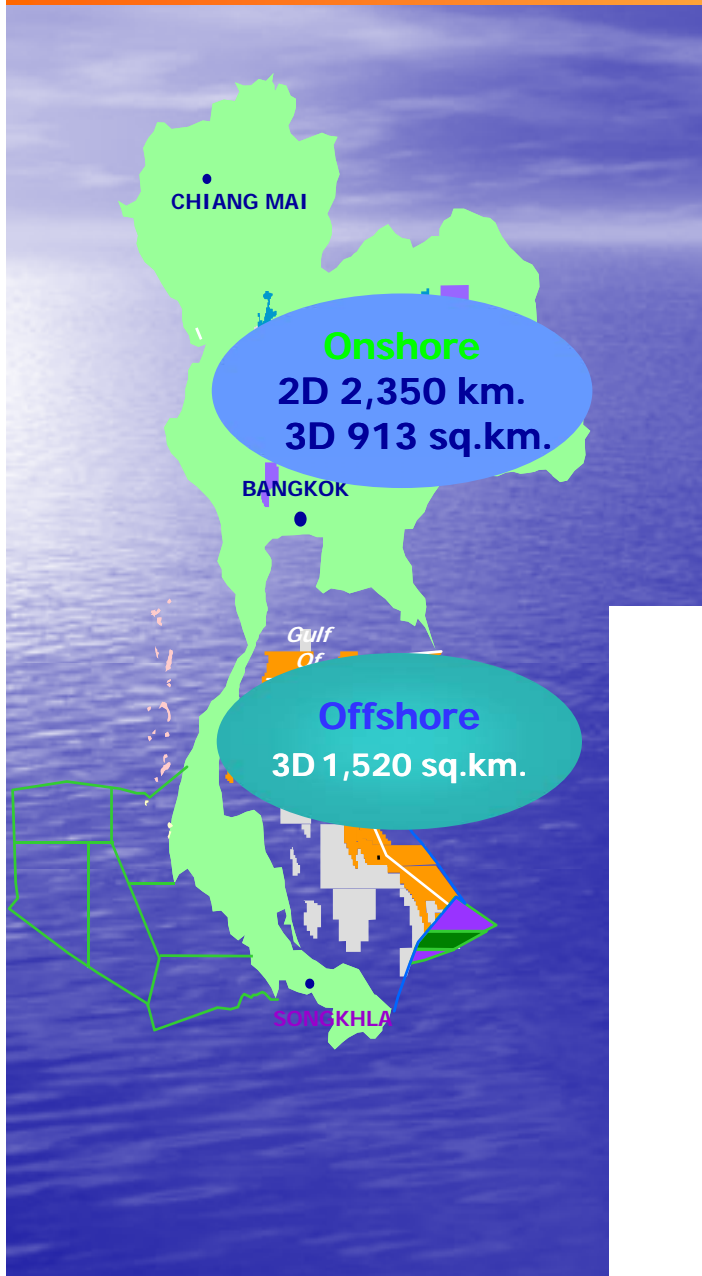 CHIANG MAI
Onshore
2D 2,350 km.
3D 913 sq.km.
BANGKOK
Gulf
Of
Offshore
3D 1,520 sq.km.
SONGKHLA